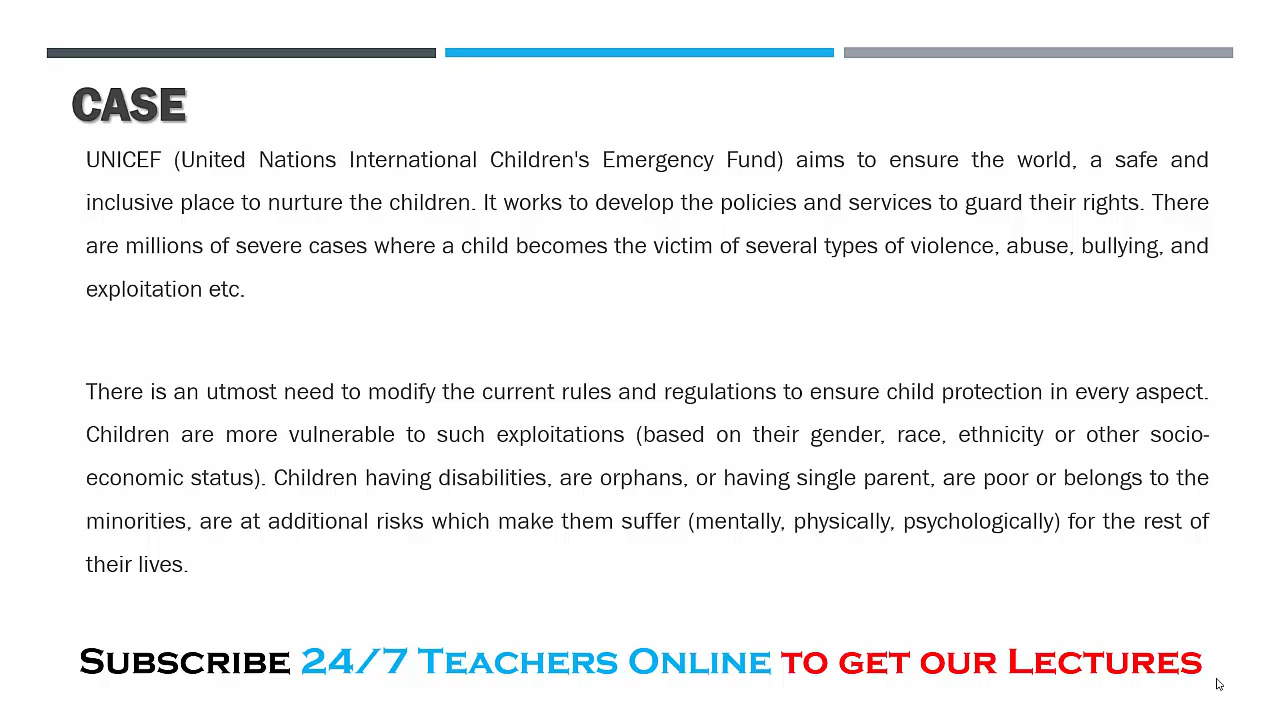 CASE
UNICEF (United Nations International Children's Emergency Fund) aims to ensure the world, a safe and
inclusive place to nurture the children. It works to develop the policies and services to guard their rights. There
are millions of severe cases where a child becomes the victim of several types of violence, abuse, bullying, and
exploitation etc.
There is an utmost need to modify the current rules and regulations to ensure child protection in every aspect.
Children are more vulnerable to such exploitations (based on their gender, race, ethnicity or other socio-
economic status). Children having disabilities, are orphans, or having single parent, are poor or belongs to the
minorities, are at additional risks which make them suffer (mentally, physically, psychologically) for the rest of
their lives.
Subscribe 24/7 Teachers Online to get our Lectures